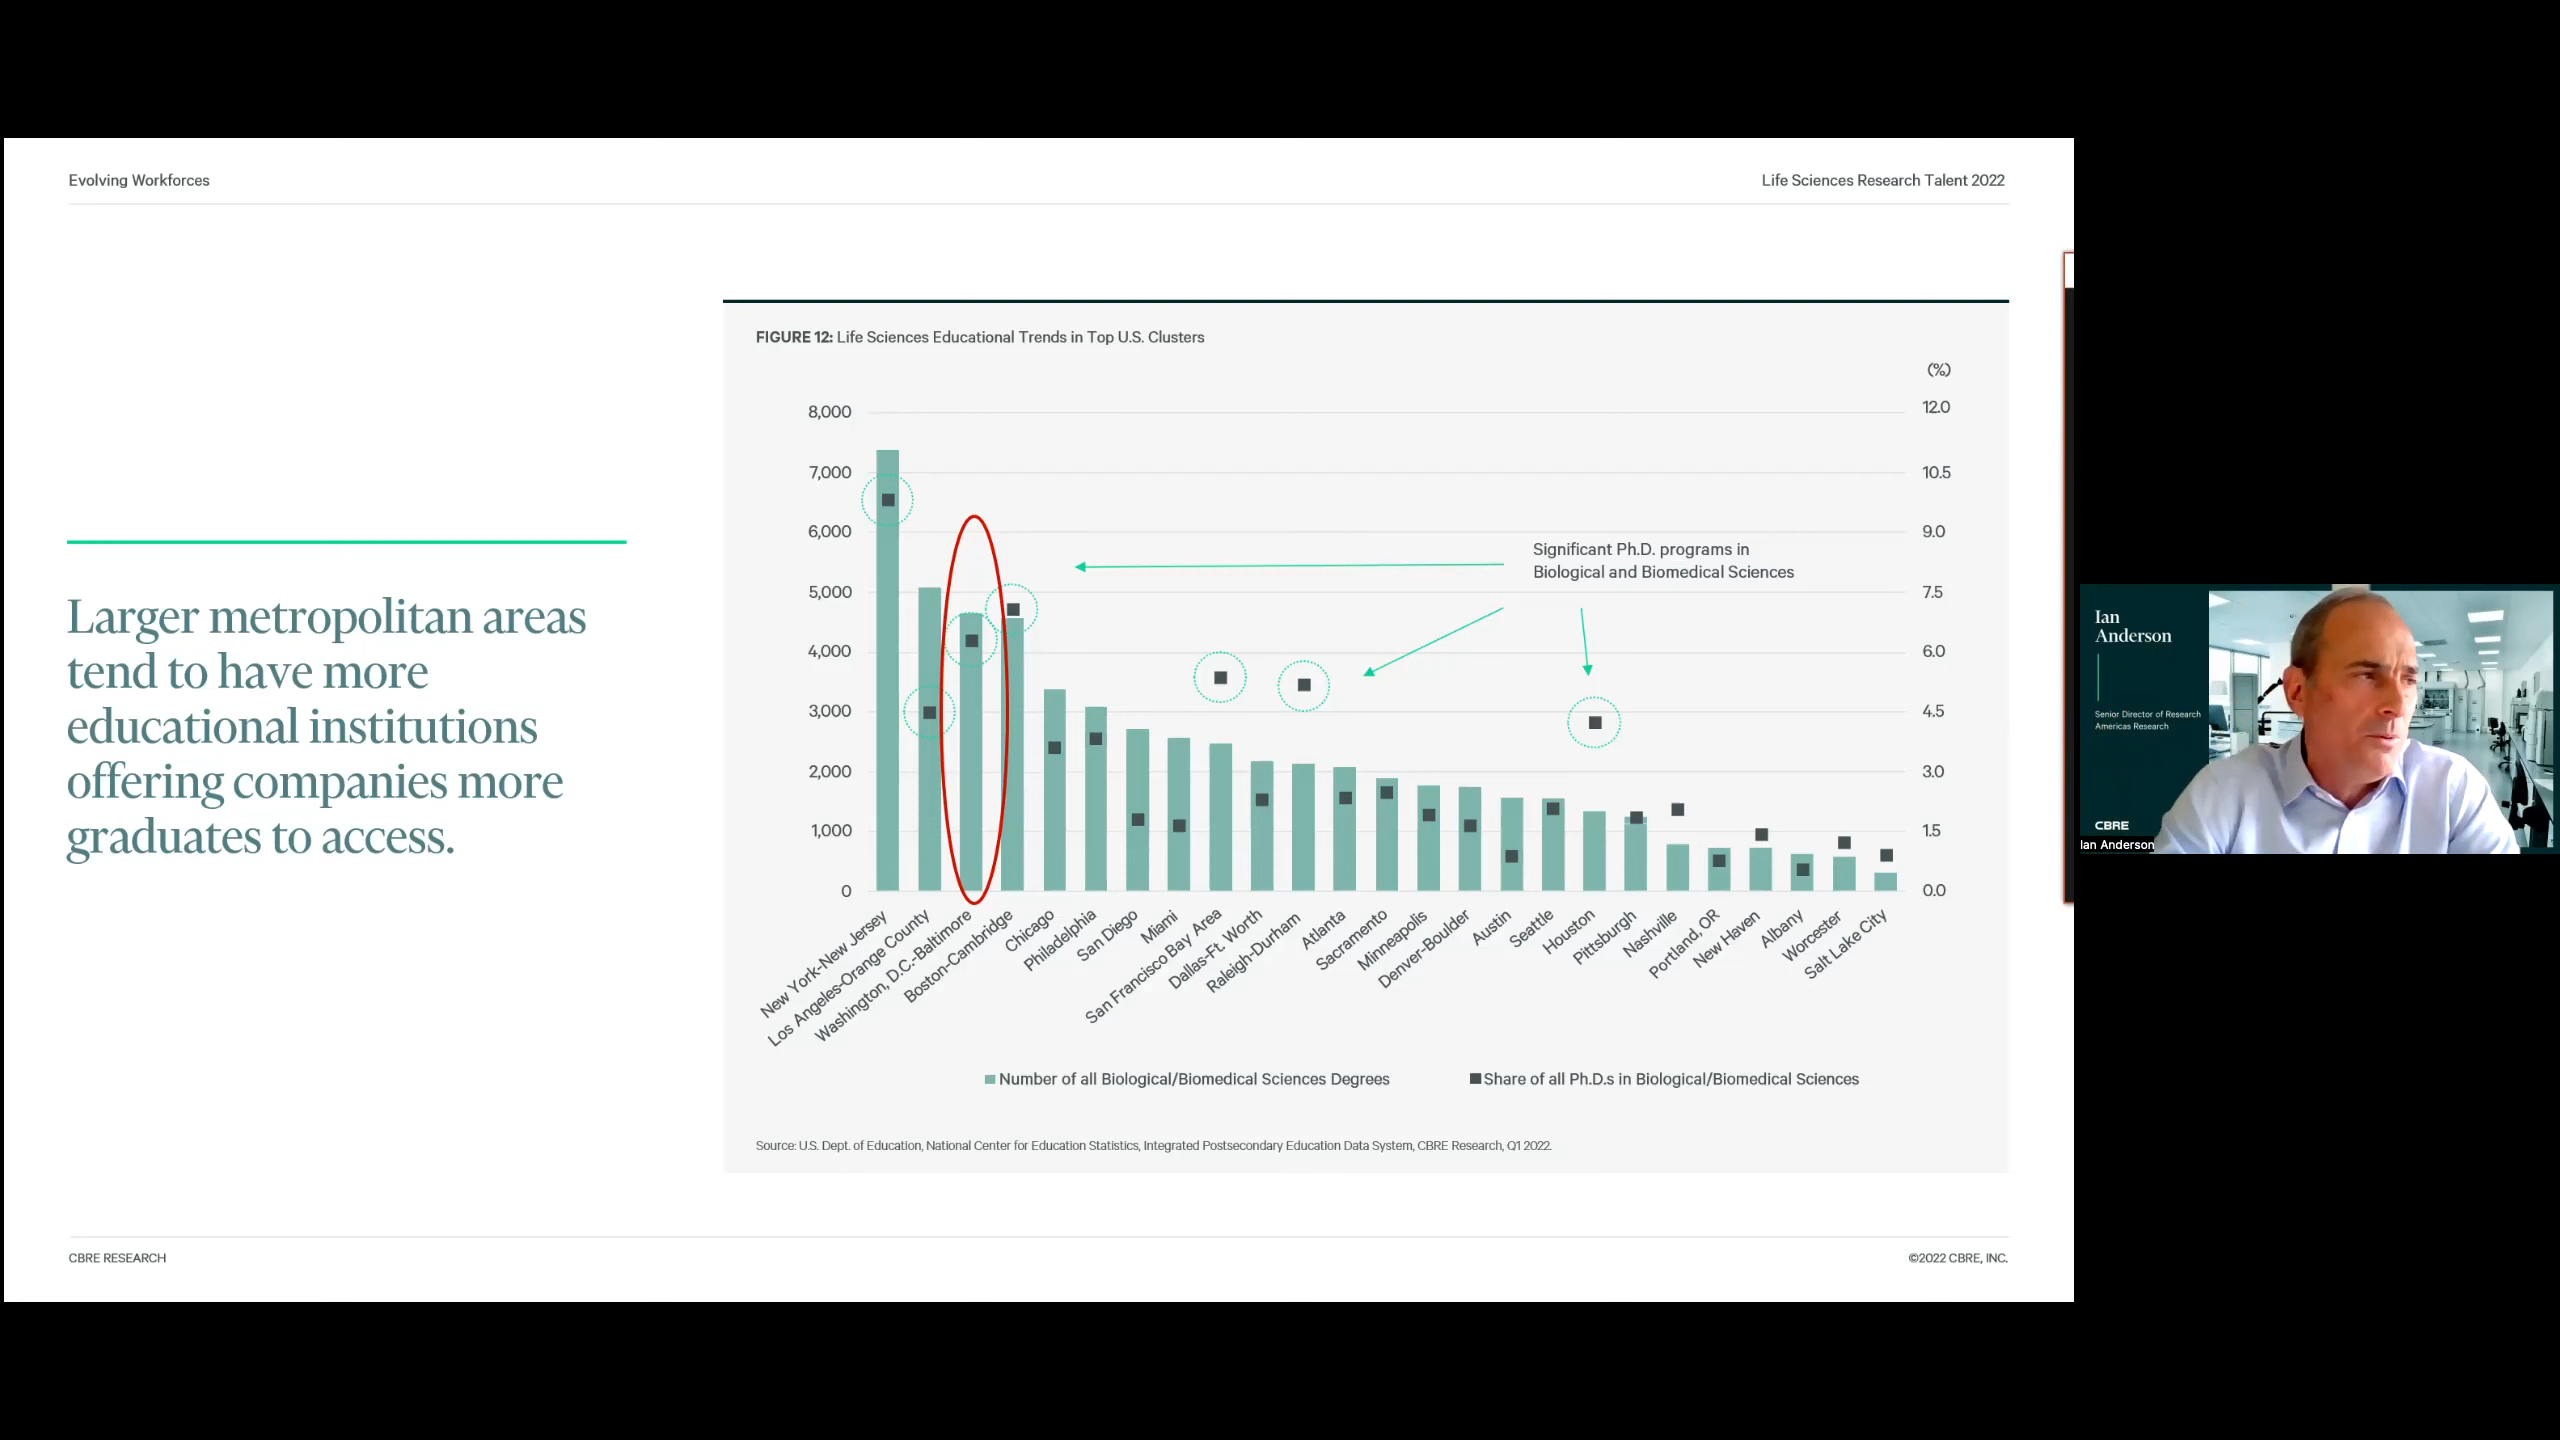 Evolving Workforces
Life Sciences Research Talent 2022
Larger metropolitan areas
tend to have more
educational institutions
offering companies more
graduates to access.
FIGURE 12: Life Sciences Educational Trends in Top U.S. Clusters
(%)
8,000
7,000
6,000
5,000
4,000
3,000
2,000
1,000
0
12.0
10.5
9.0
7.5
6.0
4.5
3.0
1.5
0.0
Significant Ph.D. programs in
Biological and Biomedical Sciences
New York-New Jersey
Los Angeles-Orange County
Washington, D.C.-Baltimore
Boston-Cambridge
Chicago
Philadelphia
San Diego
Miami
San Francisco Bay Area
Dallas-Ft. Worth
Raleigh-Durham
Atlanta
Sacramento
Minneapolis
Denver-Boulder
Austin
Seattle
Houston
Pittsburgh
Nashville
Portland, OR
New Haven
Albany
Worcester
Salt Lake City
Number of all Biological/Biomedical Sciences Degrees
Share of all Ph.D.s in Biological/Biomedical Sciences
Source: U.S. Dept. of Education, National Center for Education Statistics, Integrated Postsecondary Education Data System, CBRE Research, Q1 2022.
CBRE RESEARCH
©2022 CBRE, INC.
Ian
Anderson
Senior Director of Research
Americas Research
CBRE
Ian Anderson